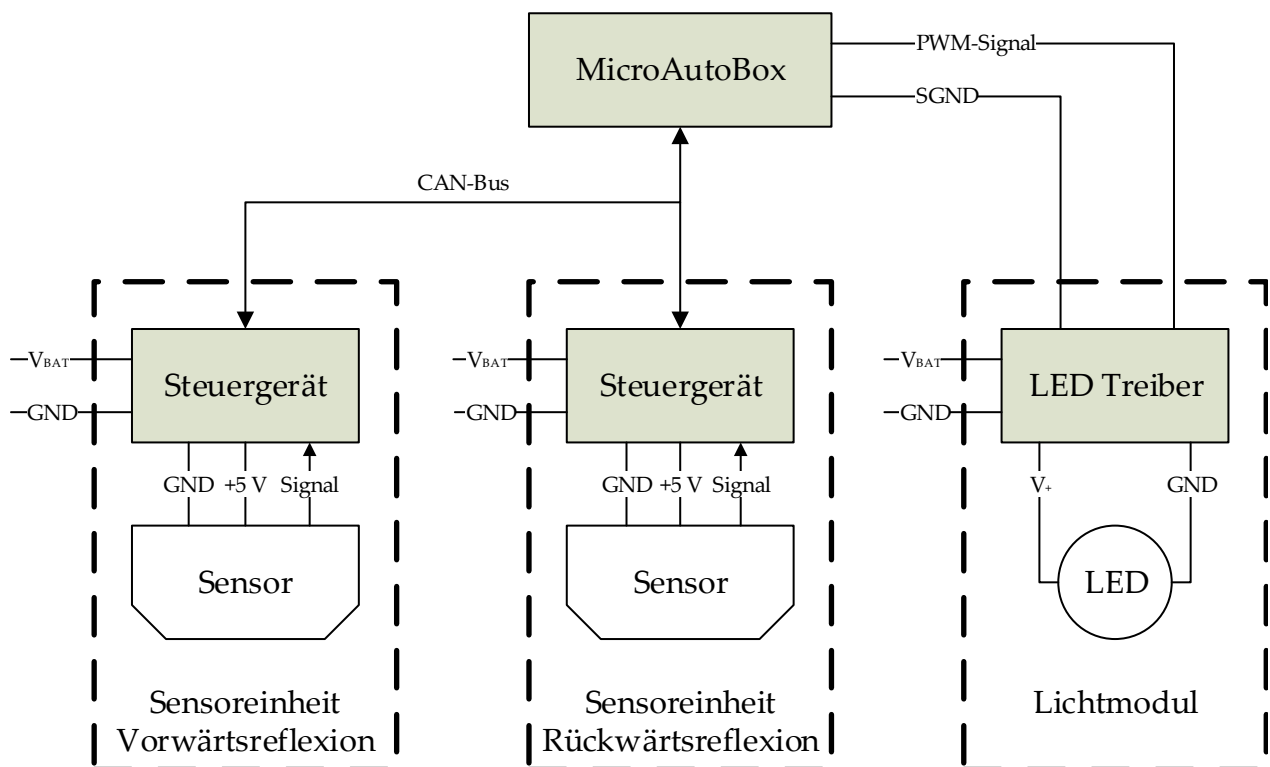 MicroAutoBox
PWM-Signal
SGND
CAN-Bus
VBAT
GND
Steuergerät
GND +5 V Signal
Sensor
Sensoreinheit
Vorwärtsreflexion
VBAT
GND
Steuergerät
GND +5 V Signal
Sensor
Sensoreinheit
Rückwärtsreflexion
VBAT
GND
LED Treiber
V+ GND
LED
Lichtmodul